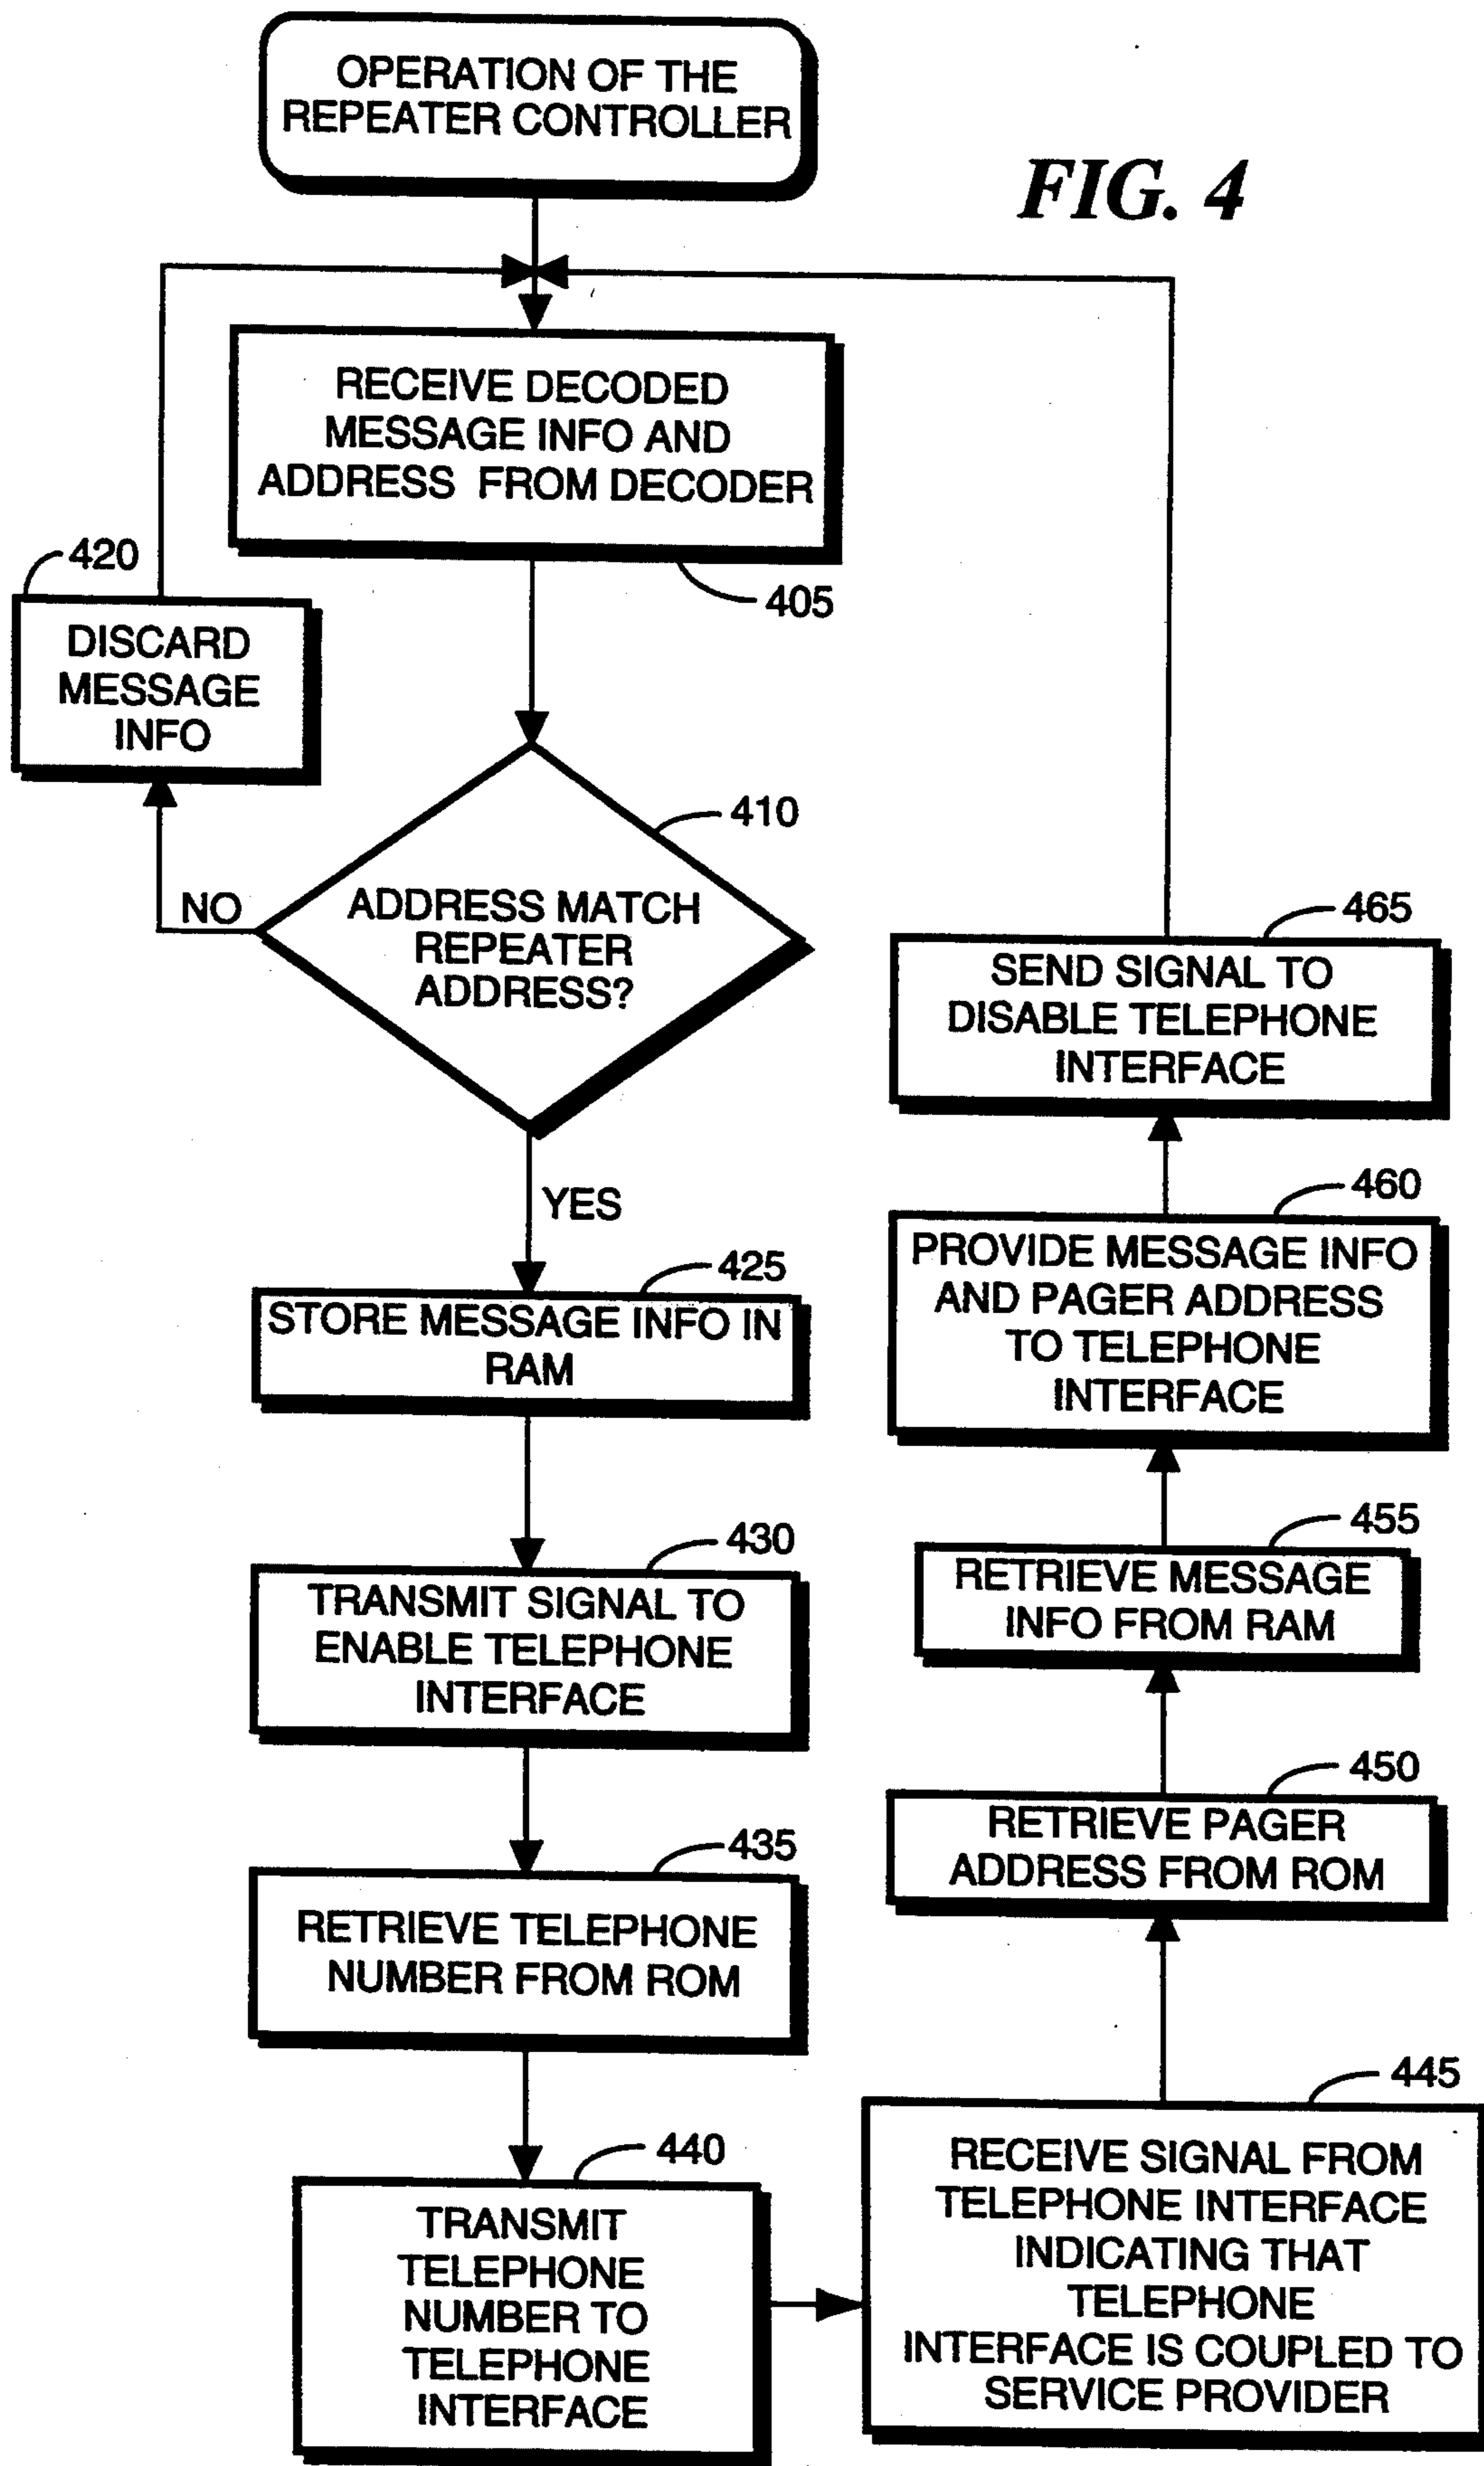 OPERATION OF THE
REPEATER CONTROLLER
FIG. 4
RECEIVE DECODED
MESSAGE INFO AND
ADDRESS FROM DECODER
405
420
DISCARD
MESSAGE
INFO
410
ADDRESS MATCH
REPEATER
ADDRESS?
NO
YES
425
STORE MESSAGE INFO IN
RAM
430
TRANSMIT SIGNAL TO
ENABLE TELEPHONE
INTERFACE
435
RETRIEVE TELEPHONE
NUMBER FROM ROM
440
TRANSMIT
TELEPHONE
NUMBER TO
TELEPHONE
INTERFACE
445
RECEIVE SIGNAL FROM
TELEPHONE INTERFACE
INDICATING THAT
TELEPHONE
INTERFACE IS COUPLED TO
SERVICE PROVIDER
450
RETRIEVE PAGER
ADDRESS FROM ROM
455
RETRIEVE MESSAGE
INFO FROM RAM
460
PROVIDE MESSAGE INFO
AND PAGER ADDRESS
TO TELEPHONE
INTERFACE
465
SEND SIGNAL TO
DISABLE TELEPHONE
INTERFACE